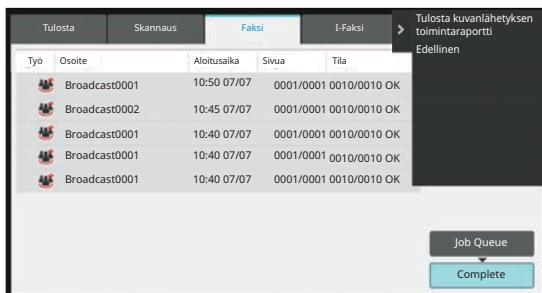 Tulosta Skannaus Faksi I-Faksi
Tulosta kuvanlähetyksen
toimintaraportti
Edellinen
Työ Osoite Aloitusaika Sivua Tila
Broadcast0001 10:50 07/07 0001/0001 0010/0010 OK
Broadcast0002 10:45 07/07 0001/0001 0010/0010 OK
Broadcast0001 10:40 07/07 0001/0001 0010/0010 OK
Broadcast0001 10:40 07/07 0001/0001 0010/0010 OK
Broadcast0001 10:40 07/07 0001/0001 0010/0010 OK
Job Queue
Complete